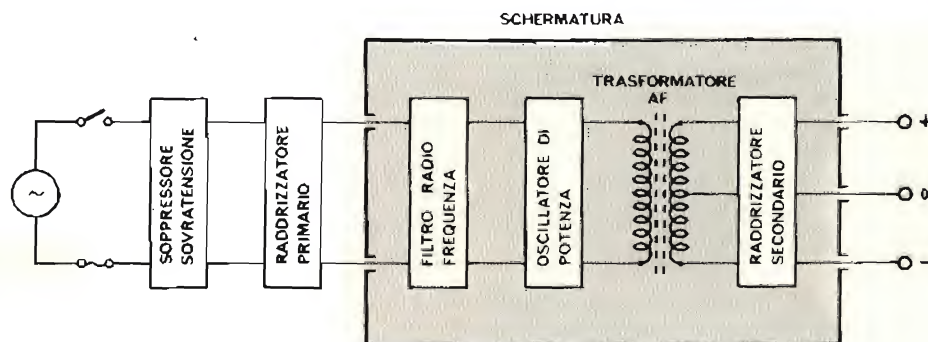 SCHERMATURA
TRASFORMATORE
AF
SOPPRESSORE
SOVRATENSIONE
RADDRIZZATORE
PRIMARIO
FILTRO RADIO
FREQUENZA
OSCILLATORE DI
POTENZA
RADDRIZZATORE
SECONDARIO
~
+
0
-